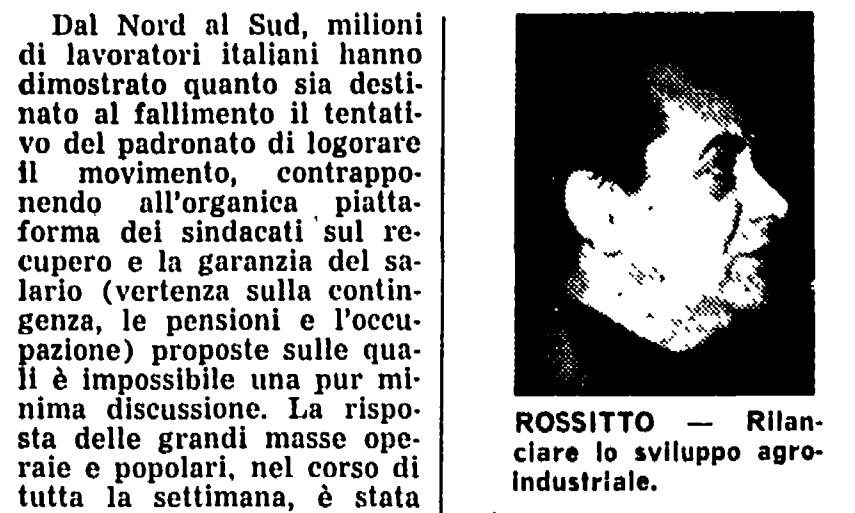 Dal Nord al Sud, milioni
di lavoratori italiani hanno
dimostrato quanto sia desti-
nato al fallimento il tentati-
vo del padronato di logorare
il movimento, contrappo-
nendo all'organica piatta-
forma dei sindacati sul re-
cupero e la garanzia del sa-
lario (vertenza sulla contin-
genza, le pensioni e l'occu-
pazione) proposte sulle qua-
li è impossibile una pur mi-
nima discussione. La rispo-
sta delle grandi masse ope-
raie e popolari, nel corso di
tutta la settimana, è stata
ROSSITTO — Rilan-
ciare lo sviluppo agro-
industriale.